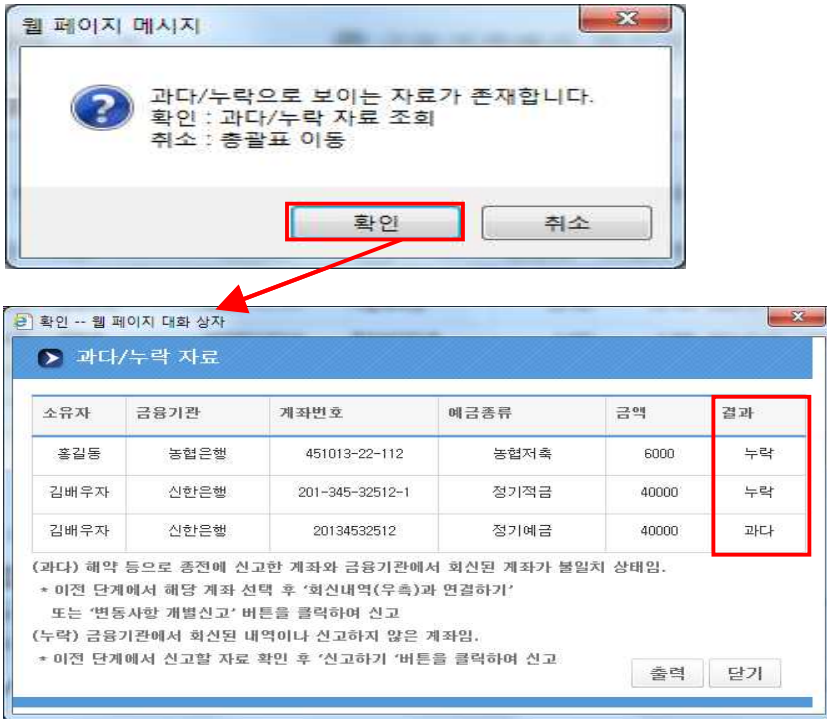 웹 페이지 메시지
과다/누락으로 보이는 자료가 존재합니다.
확인 : 과다/누락 자료 조회
취소 : 총괄표 이동
확인 취소
확인 -- 웹 페이지 대화 상자
과다/누락 자료
소유자 금융기관 계좌번호 예금종류 금액 결과
홍길동 농협은행 451013-22-112 농협저축 6000 누락
김배우자 신한은행 201-345-32512-1 정기적금 40000 누락
김배우자 신한은행 20134532512 정기예금 40000 과다
(과다) 해약 등으로 종전에 신고한 계좌와 금융기관에서 회신된 계좌가 불일치 상태임.
* 이전 단계에서 해당 계좌 선택 후 ‘회신내역(우측)과 연결하기’
또는 ‘변동사항 개별신고’ 버튼을 클릭하여 신고
(누락) 금융기관에서 회신된 내역이나 신고하지 않은 계좌임.
* 이전 단계에서 신고할 자료 확인 후 ‘신고하기 ‘버튼을 클릭하여 신고
출력 닫기